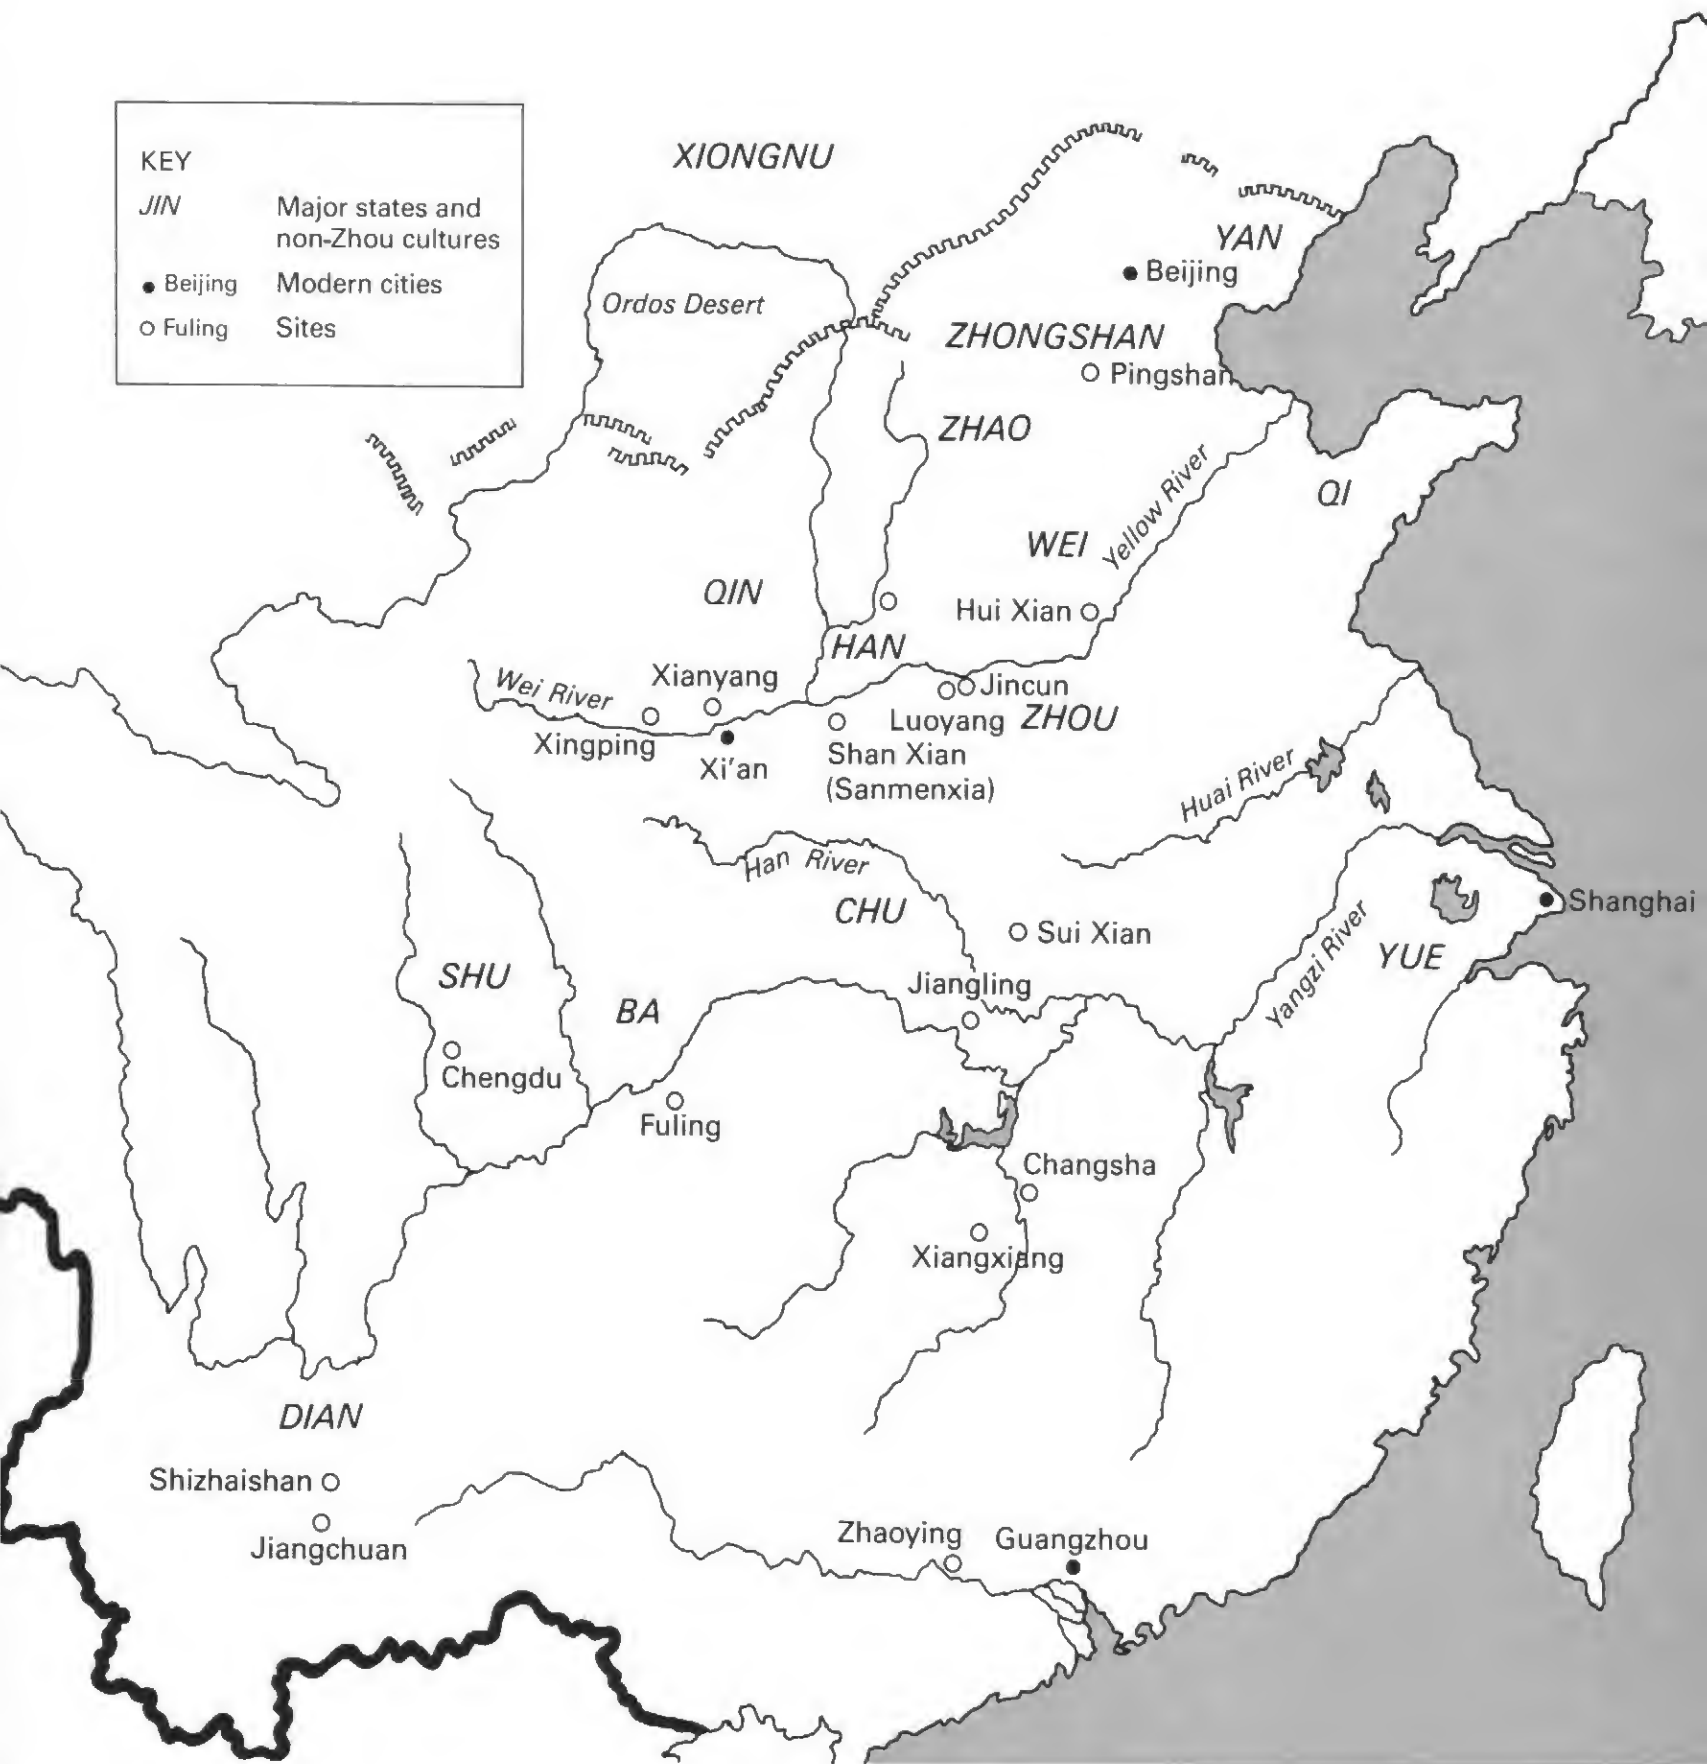 KEY
JIN Major states and
non-Zhou cultures
Beijing Modern cities
Fuling Sites
XIONGNU
YAN
Beijing
Ordos Desert
ZHONGSHAN
Pingshan
ZHAO
Yellow River
QI
WEI
QIN
Hui Xian
HAN
Wei River
Xianyang
Jincun
Luoyang
ZHOU
Xingping
Xi'an
Shan Xian
(Sanmenxia)
Huai River
Han River
CHU
Shanghai
Sui Xian
Yangzi River
YUE
SHU
Jiangling
BA
Chengdu
Fuling
Changsha
Xiangxiang
DIAN
Shizhaishan
Jiangchuan
Zhaoying
Guangzhou